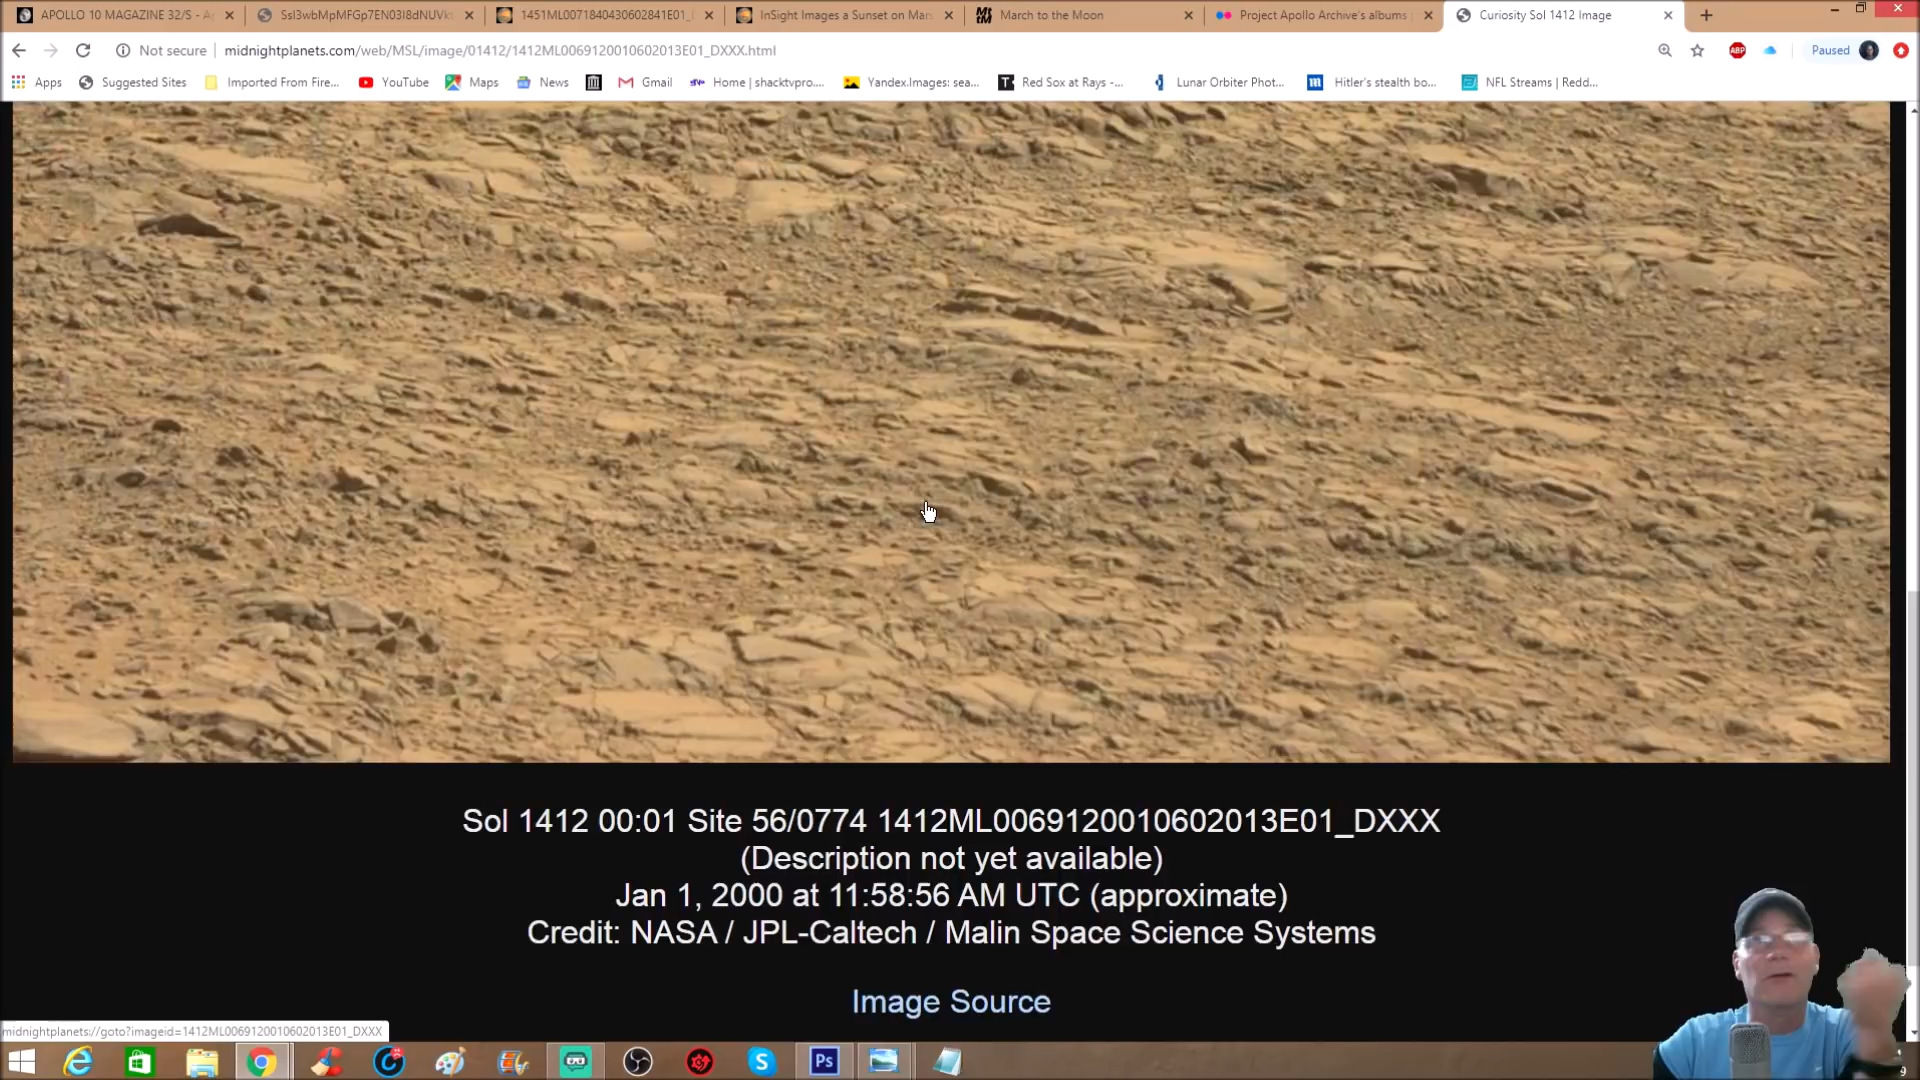 APOLLO 10 MAGAZINE 32/S - A
Ssl3wbMpMFGp7EN03I8dNUVk
1451ML0071840430602841E01_
InSight Images a Sunset on Mar
March to the Moon
Project Apollo Archive's albums
Curiosity Sol 1412 Image
Not secure
midnightplanets.com/web/MSL/image/01412/1412ML0069120010602013E01_DXXX.html
ABP
Paused
Apps
Suggested Sites
Imported From Fire...
YouTube
Maps
News
Gmail
Home | shacktvpro....
Yandex.Images: sea...
Red Sox at Rays -...
Lunar Orbiter Phot...
Hitler's stealth bo...
NFL Streams | Redd...
Sol 1412 00:01 Site 56/0774 1412ML0069120010602013E01_DXXX
(Description not yet available)
Jan 1, 2000 at 11:58:56 AM UTC (approximate)
Credit: NASA / JPL-Caltech / Malin Space Science Systems
Image Source
midnightplanets://goto?imageid=1412ML0069120010602013E01_DXXX
Ps